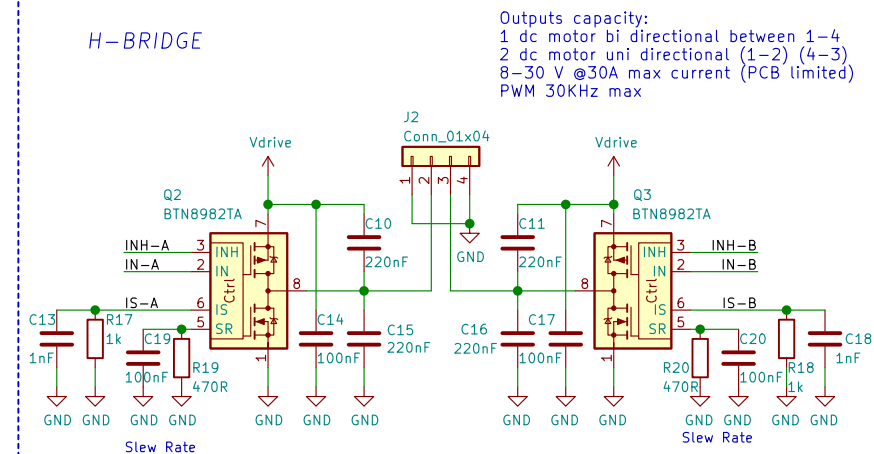 H-BRIDGE
Outputs capacity:
1 dc motor bi directional between 1-4
2 dc motor uni directional (1-2) (4-3)
8-30 V @30A max current (PCB limited)
PWM 30KHz max
J2
Conn_01x04
1
2
3
4
GND
Vdrive
Q2
BTN8982TA
7
INH-A
3
INH
IN-A
2
IN
Ctrl
8
IS-A
6
IS
5
SR
1
C10
220nF
C13
1nF
R17
1k
C19
100nF
R19
470R
C14
100nF
C15
220nF
GND
GND
GND
GND
GND
GND
GND
Slew Rate
Vdrive
Q3
BTN8982TA
7
C11
220nF
INH
3
INH-B
IN
2
IN-B
Ctrl
8
IS
6
IS-B
SR
5
1
C16
220nF
C17
100nF
R20
470R
C20
100nF
R18
1k
C18
1nF
GND
GND
GND
GND
GND
GND
GND
Slew Rate